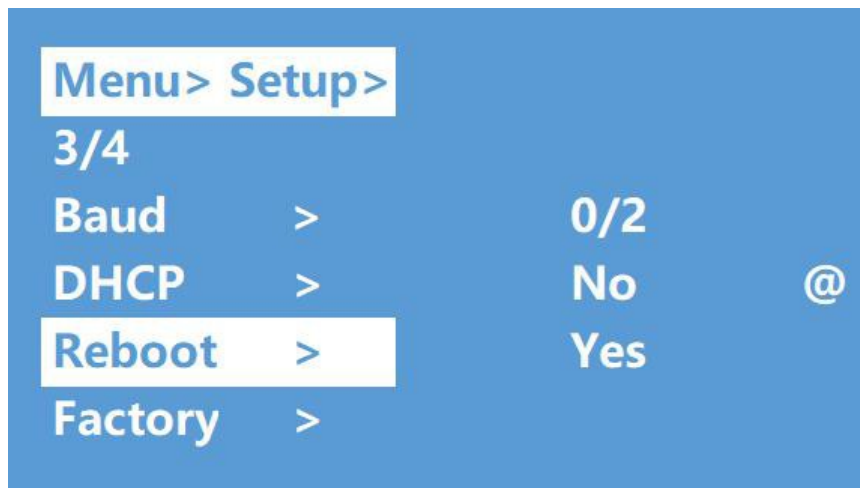 Menu> Setup>
3/4
Baud > 0/2
DHCP > No @
Reboot > Yes
Factory >